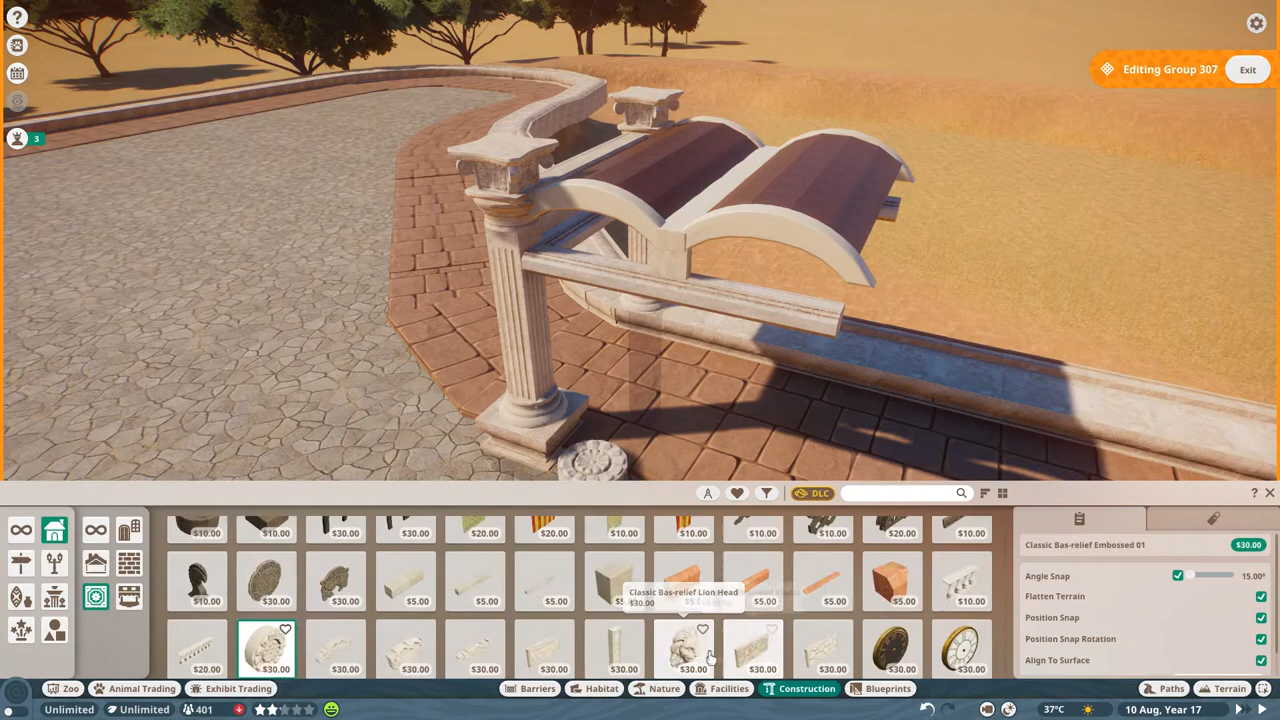 ?
Editing Group 307
Exit
3
DLC
? ×
$10.00 $10.00 $30.00 $30.00 $10.00 $10.00 $10.00 $10.00 $10.00 $20.00 $10.00
Classic Bas-relief Embossed 01 $30.00
Angle Snap 15.00°
Flatten Terrain
Position Snap
Position Snap Rotation
Align To Surface
Classic Bas-relief Lion Head
$30.00
$10.00 $30.00 $30.00 $5.00 $5.00 $5.00 $5.00 $5.00 $5.00 $10.00
$20.00 $30.00 $30.00 $30.00 $30.00 $30.00 $30.00 $30.00 $30.00 $30.00 $30.00 $30.00
Zoo Animal Trading Exhibit Trading Barriers Habitat Nature Facilities Construction Blueprints Paths Terrain
Unlimited Unlimited 401 37°C 10 Aug, Year 17